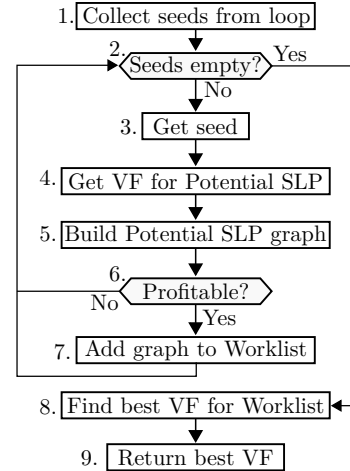 1. Collect seeds from loop
2. Seeds empty? Yes
No
3. Get seed
4. Get VF for Potential SLP
5. Build Potential SLP graph
6. Profitable?
No
Yes
7. Add graph to Worklist
8. Find best VF for Worklist
9. Return best VF